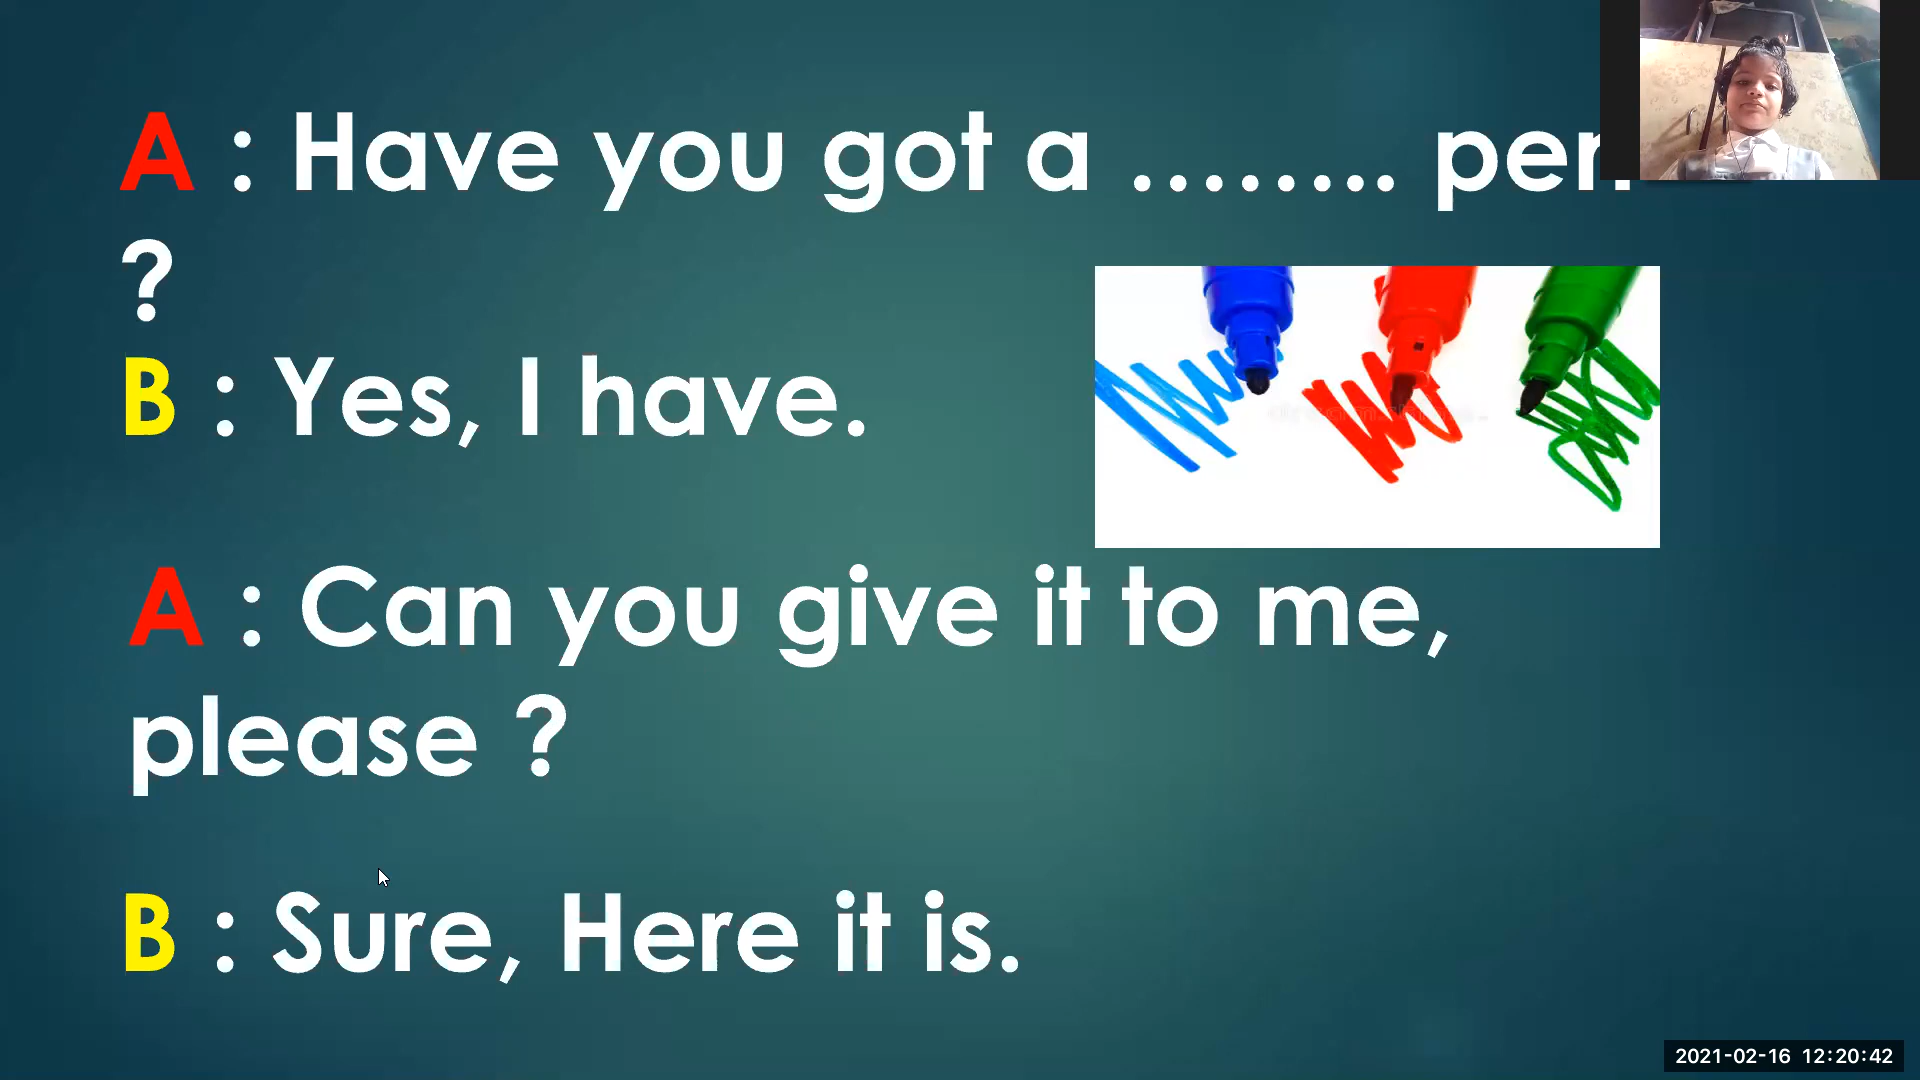 A : Have you got a ........ pen
?
B : Yes, I have.
A : Can you give it to me,
please ?
B : Sure, Here it is.
2021-02-16 12:20:42